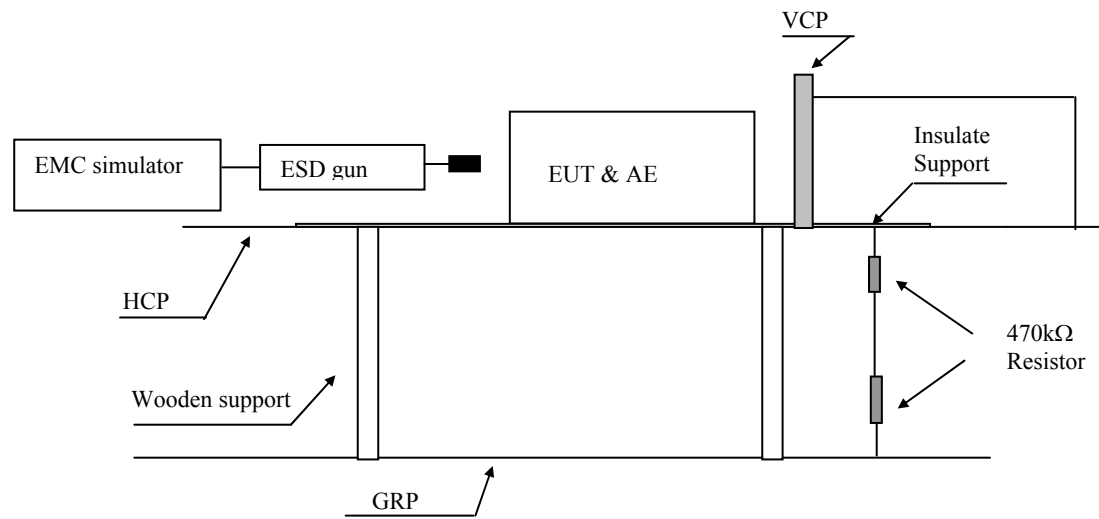 VCP
EMC simulator
ESD gun
EUT & AE
Insulate
Support
HCP
470kΩ
Resistor
Wooden support
GRP